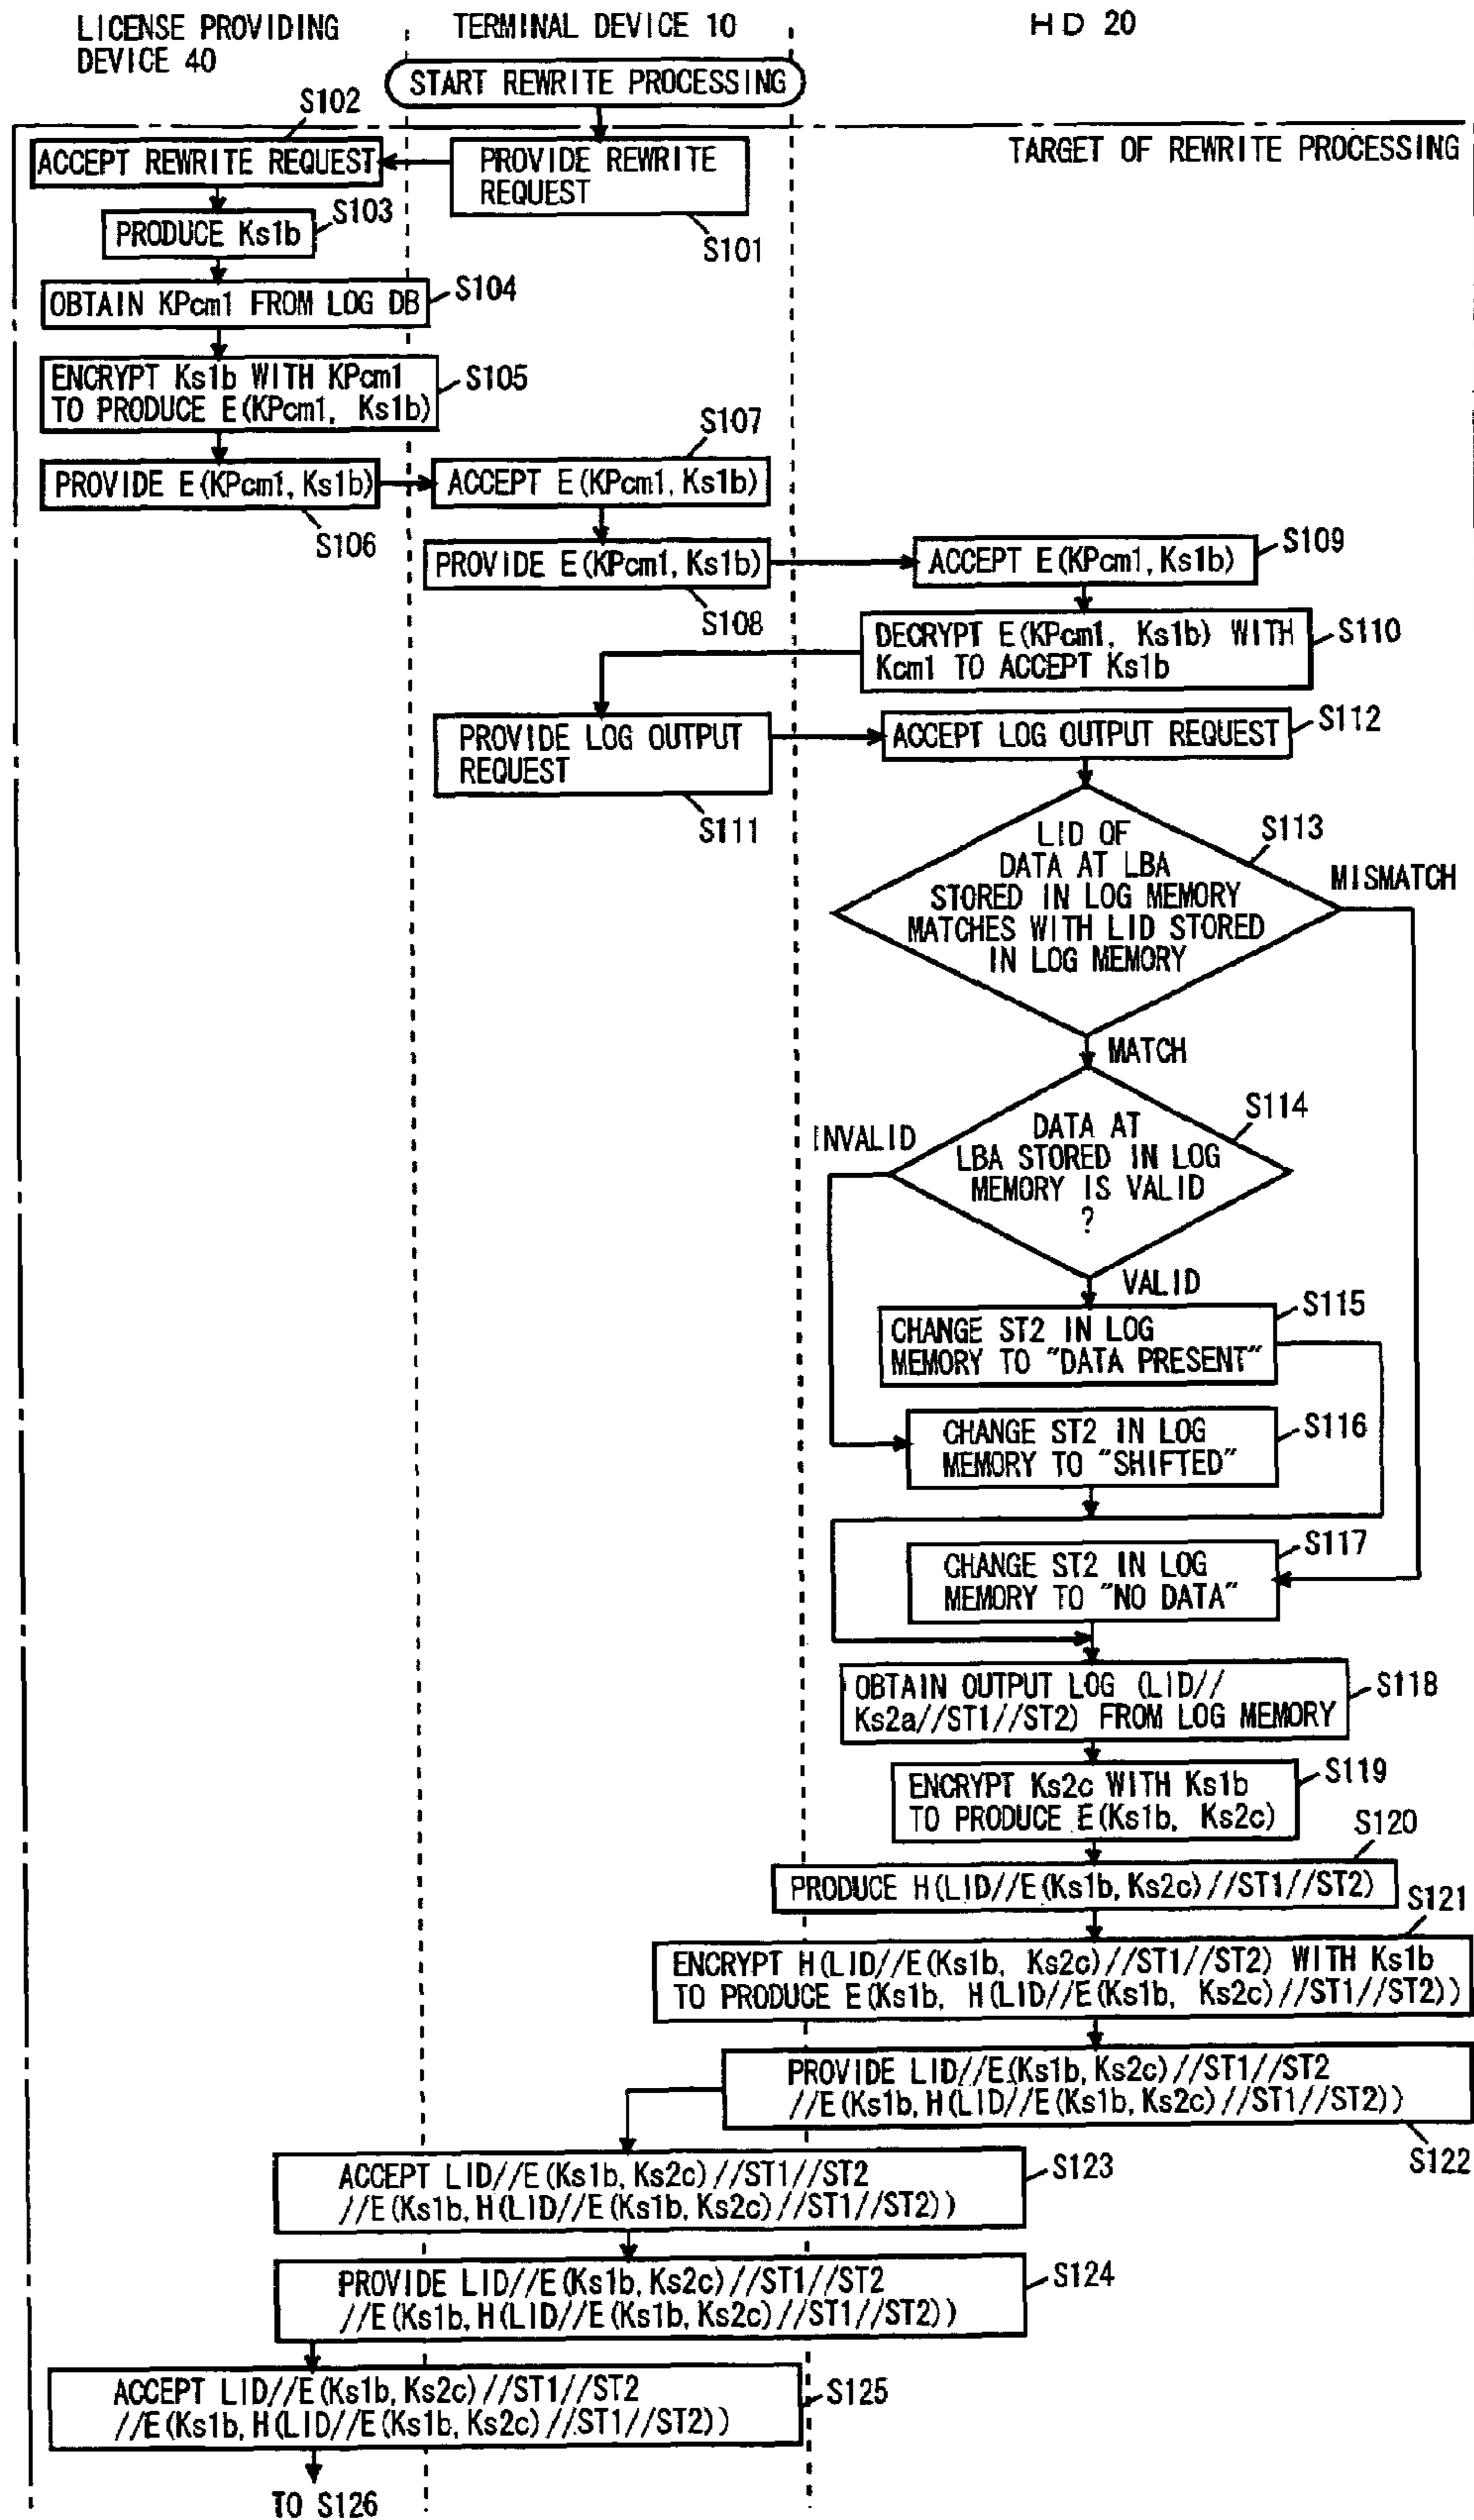 LICENSE PROVIDING
DEVICE 40
TERMINAL DEVICE 10
HD 20
START REWRITE PROCESSING
TARGET OF REWRITE PROCESSING
S102
ACCEPT REWRITE REQUEST
PROVIDE REWRITE
REQUEST
S101
PRODUCE Ks1b
S103
OBTAIN KPcm1 FROM LOG DB
S104
ENCRYPT Ks1b WITH KPcm1
TO PRODUCE E(KPcm1, Ks1b)
S105
PROVIDE E(KPcm1, Ks1b)
S106
S107
ACCEPT E(KPcm1, Ks1b)
PROVIDE E(KPcm1, Ks1b)
S108
ACCEPT E(KPcm1, Ks1b)
S109
DECRYPT E(KPcm1, Ks1b) WITH
Kcm1 TO ACCEPT Ks1b
S110
PROVIDE LOG OUTPUT
REQUEST
S111
ACCEPT LOG OUTPUT REQUEST
S112
LID OF
DATA AT LBA
STORED IN LOG MEMORY
MATCHES WITH LID STORED
IN LOG MEMORY
S113
MISMATCH
MATCH
DATA AT
LBA STORED IN LOG
MEMORY IS VALID
?
S114
INVALID
VALID
CHANGE ST2 IN LOG
MEMORY TO "DATA PRESENT"
S115
CHANGE ST2 IN LOG
MEMORY TO "SHIFTED"
S116
CHANGE ST2 IN LOG
MEMORY TO "NO DATA"
S117
OBTAIN OUTPUT LOG (LID//
Ks2a//ST1//ST2) FROM LOG MEMORY
S118
ENCRYPT Ks2c WITH Ks1b
TO PRODUCE E(Ks1b, Ks2c)
S119
S120
PRODUCE H(LID//E(Ks1b, Ks2c)//ST1//ST2)
S121
ENCRYPT H(LID//E(Ks1b, Ks2c)//ST1//ST2) WITH Ks1b
TO PRODUCE E(Ks1b, H(LID//E(Ks1b, Ks2c)//ST1//ST2))
PROVIDE LID//E(Ks1b, Ks2c)//ST1//ST2
//E(Ks1b, H(LID//E(Ks1b, Ks2c)//ST1//ST2))
S122
ACCEPT LID//E(Ks1b, Ks2c)//ST1//ST2
//E(Ks1b, H(LID//E(Ks1b, Ks2c)//ST1//ST2))
S123
PROVIDE LID//E(Ks1b, Ks2c)//ST1//ST2
//E(Ks1b, H(LID//E(Ks1b, Ks2c)//ST1//ST2))
S124
ACCEPT LID//E(Ks1b, Ks2c)//ST1//ST2
//E(Ks1b, H(LID//E(Ks1b, Ks2c)//ST1//ST2))
S125
TO S126